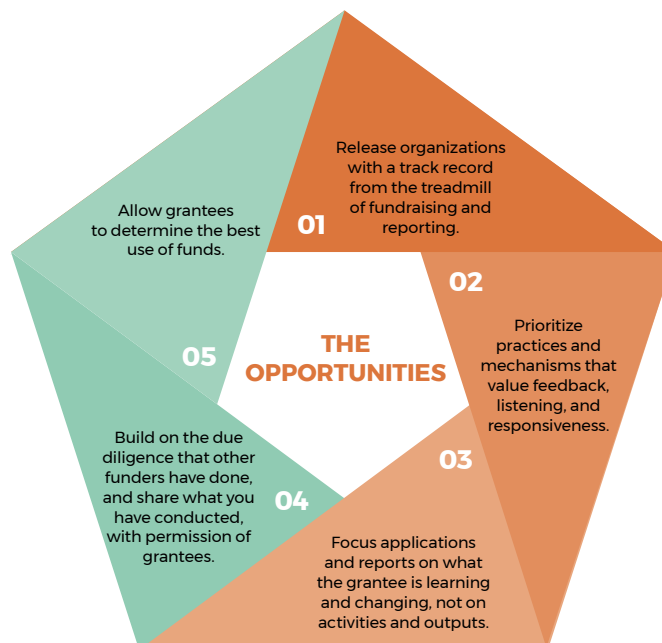 THE
OPPORTUNITIES
01
Release organizations
with a track record
from the treadmill
of fundraising and
reporting.
02
Prioritize
practices and
mechanisms that
value feedback,
listening, and
responsiveness.
03
Focus applications
and reports on what
the grantee is learning
and changing, not on
activities and outputs.
04
Build on the due
diligence that other
funders have done,
and share what you
have conducted,
with permission of
grantees.
05
Allow grantees
to determine the best
use of funds.